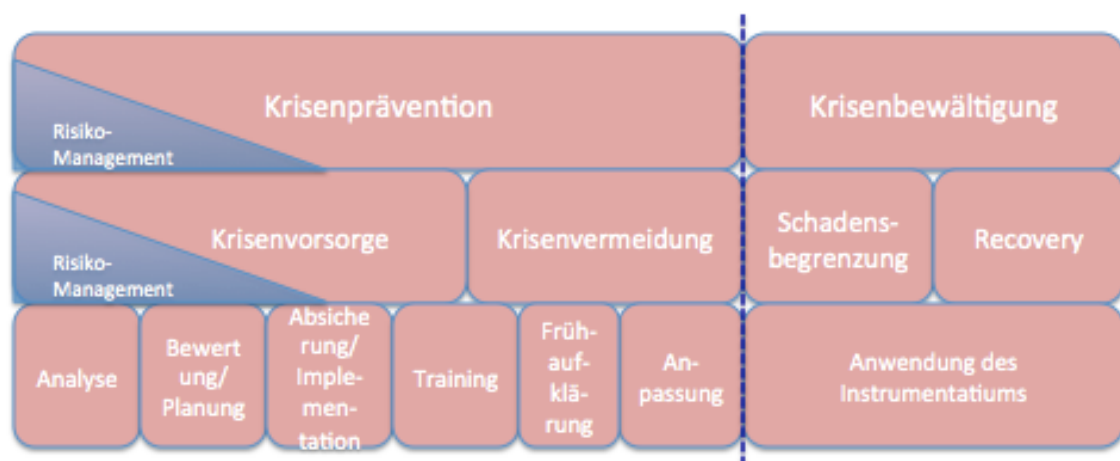 Krisenprävention
Krisenbewältigung
Risiko-
Management
Krisenvorsorge
Krisenvermeidung
Schadens-
begrenzung
Recovery
Risiko-
Management
Analyse
Bewert
ung/
Planung
Absiche
rung/
Imple-
men-
tation
Training
Früh-
auf-
klä-
rung
An-
passung
Anwendung des
Instrumentatiums